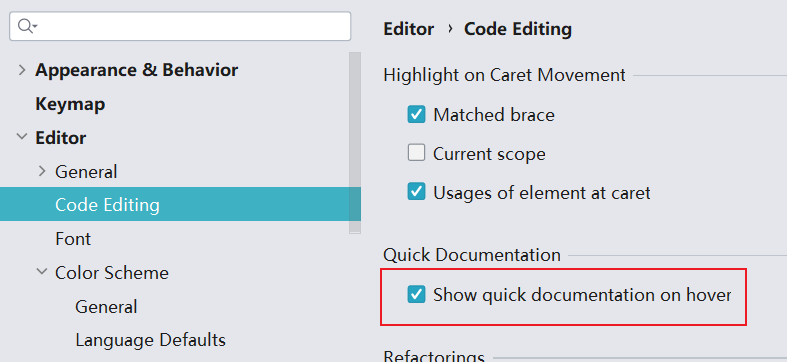 Appearance & Behavior
Keymap
Editor
General
Code Editing
Font
Color Scheme
General
Language Defaults
Editor › Code Editing
Highlight on Caret Movement
Matched brace
Current scope
Usages of element at caret
Quick Documentation
Show quick documentation on hover
Refactorings